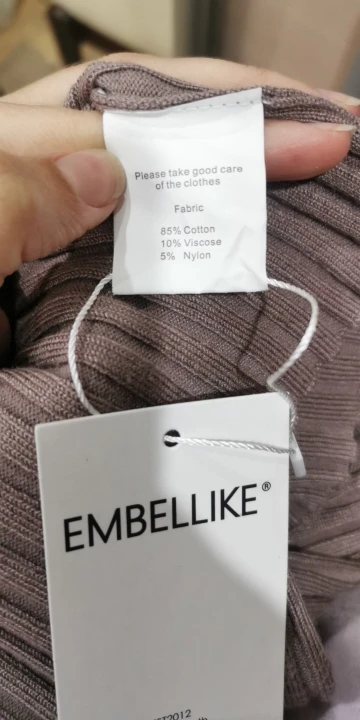 Please take good care
of the clothes
Fabric
85% Cotton
10% Viscose
5% Nylon
EMBELLIKE®